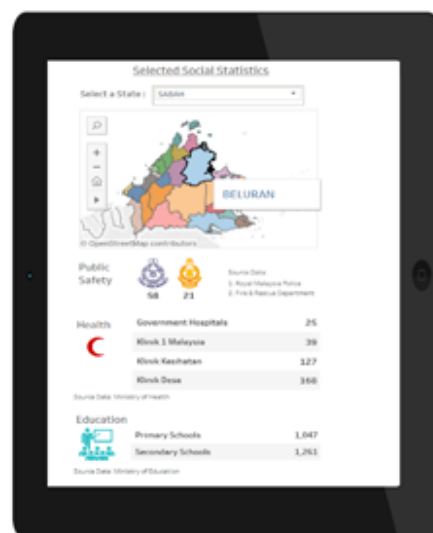 Selected Social Statistics
Select a State: SABAH
BELURAN
© OpenStreetMap contributors
Public Safety
58 21
Source Data:
1. Royal Malaysia Police
2. Fire & Rescue Department
Health
Government Hospitals 25
Klinik 1 Malaysia 39
Klinik Kesihatan 127
Klinik Desa 168
Source Data: Ministry of Health
Education
Primary Schools 1,047
Secondary Schools 1,261
Source Data: Ministry of Education